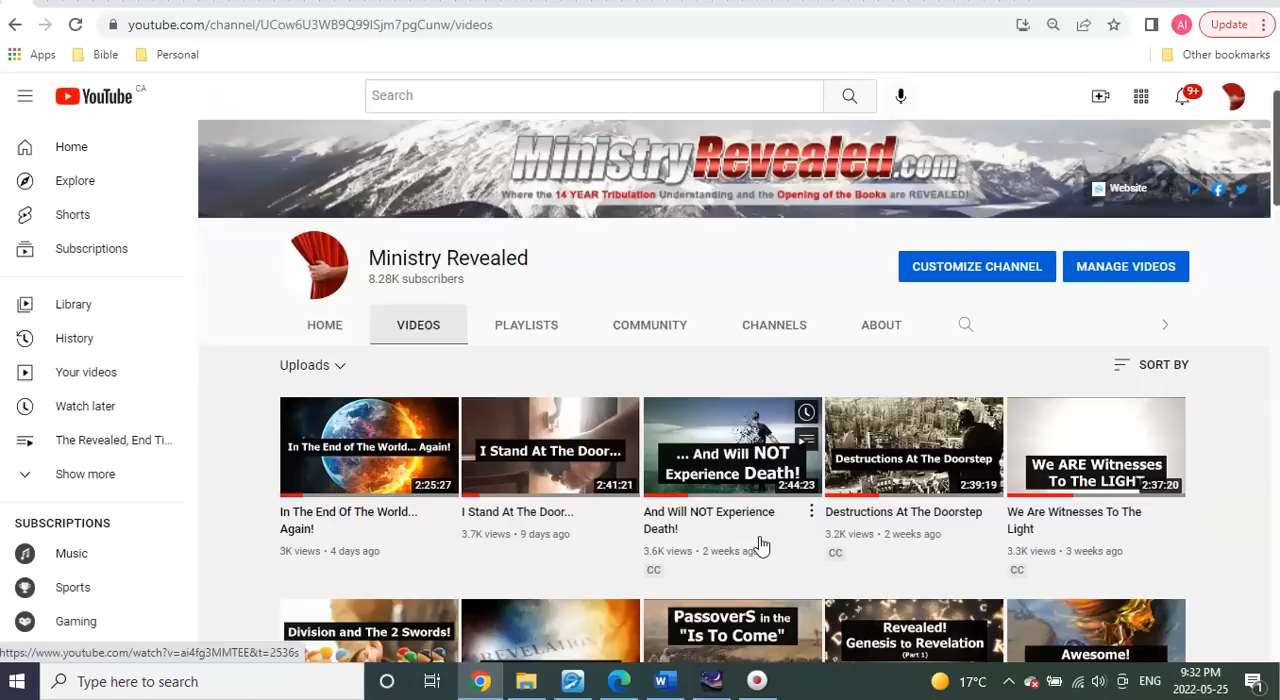 youtube.com/channel/UCow6U3WB9Q99ISjm7pgCunw/videos
AI
Update
Apps
Bible
Personal
Other bookmarks
YouTube CA
Search
9+
Home
Explore
Shorts
Subscriptions
Library
History
Your videos
Watch later
The Revealed, End Ti...
Show more
SUBSCRIPTIONS
Music
Sports
Gaming
MinistryRevealed.com
Where the 14 YEAR Tribulation Understanding and the Opening of the Books are REVEALED!
Website
Ministry Revealed
8.28K subscribers
CUSTOMIZE CHANNEL
MANAGE VIDEOS
HOME
VIDEOS
PLAYLISTS
COMMUNITY
CHANNELS
ABOUT
Uploads
SORT BY
In The End of The World... Again!
2:25:27
In The End Of The World...
Again!
3K views • 4 days ago
I Stand At The Door...
2:41:21
I Stand At The Door...
3.7K views • 9 days ago
... And Will NOT
Experience Death!
2:44:23
And Will NOT Experience
Death!
3.6K views • 2 weeks ago
CC
Destructions At The Doorstep
2:39:19
Destructions At The Doorstep
3.2K views • 2 weeks ago
CC
We ARE Witnesses
To The LIGHT
2:37:20
We Are Witnesses To The
Light
3.3K views • 3 weeks ago
CC
Division and The 2 Swords!
REVELATION
PassoverS in the
"Is To Come"
Revealed!
Genesis to Revelation
(Part 1)
Awesome!
https://www.youtube.com/watch?v=ai4fg3MMTEE&t=2536s
Type here to search
17°C
ENG
9:32 PM
2022-05-25
1